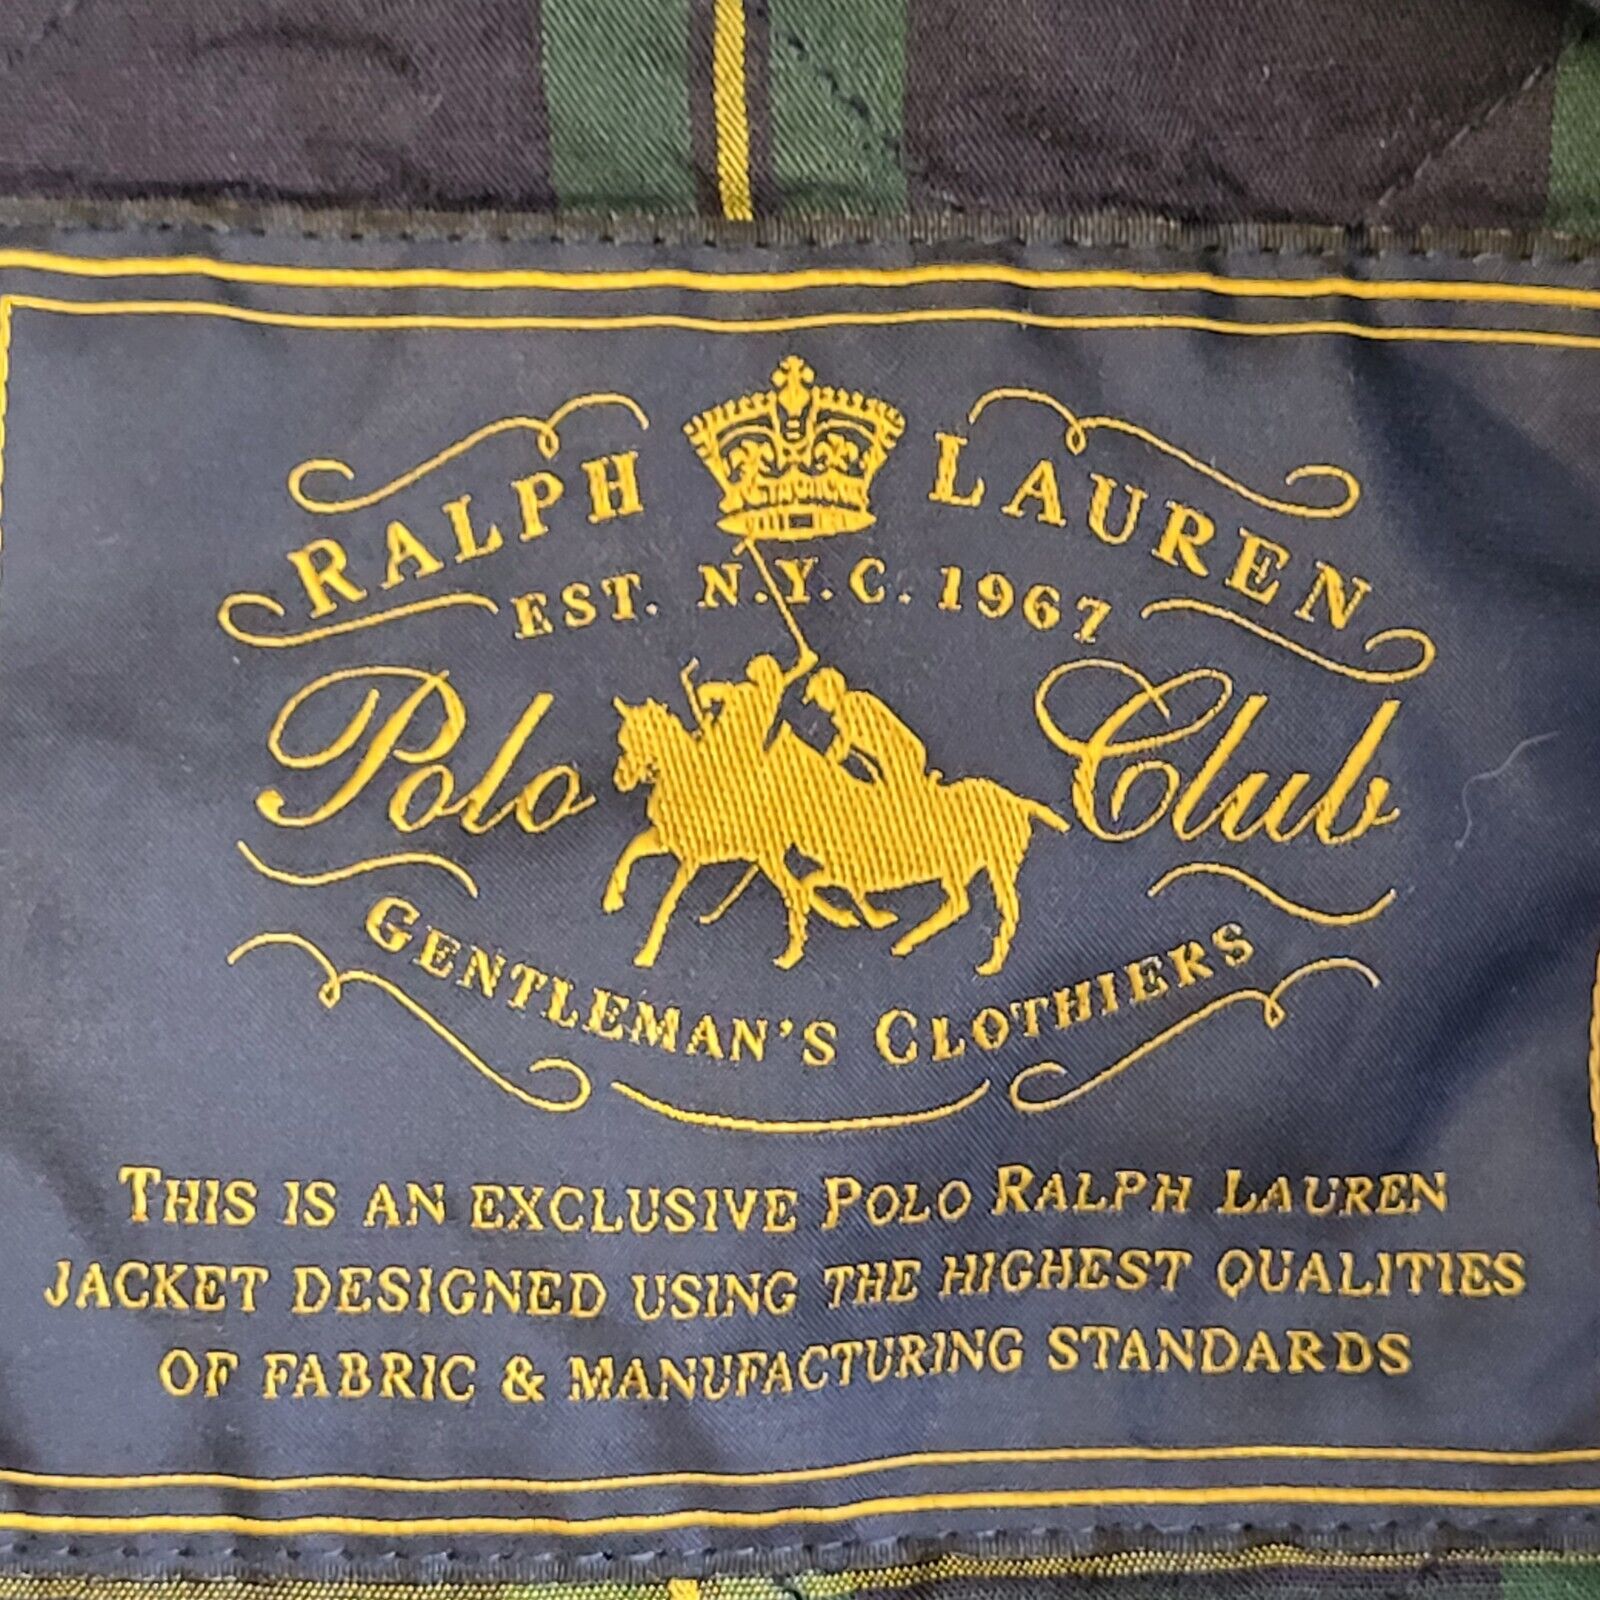 RALPH LAUREN
EST. N.Y.C. 1967
Polo Club
GENTLEMAN'S CLOTHIERS
THIS IS AN EXCLUSIVE POLO RALPH LAUREN
JACKET DESIGNED USING THE HIGHEST QUALITIES
OF FABRIC & MANUFACTURING STANDARDS